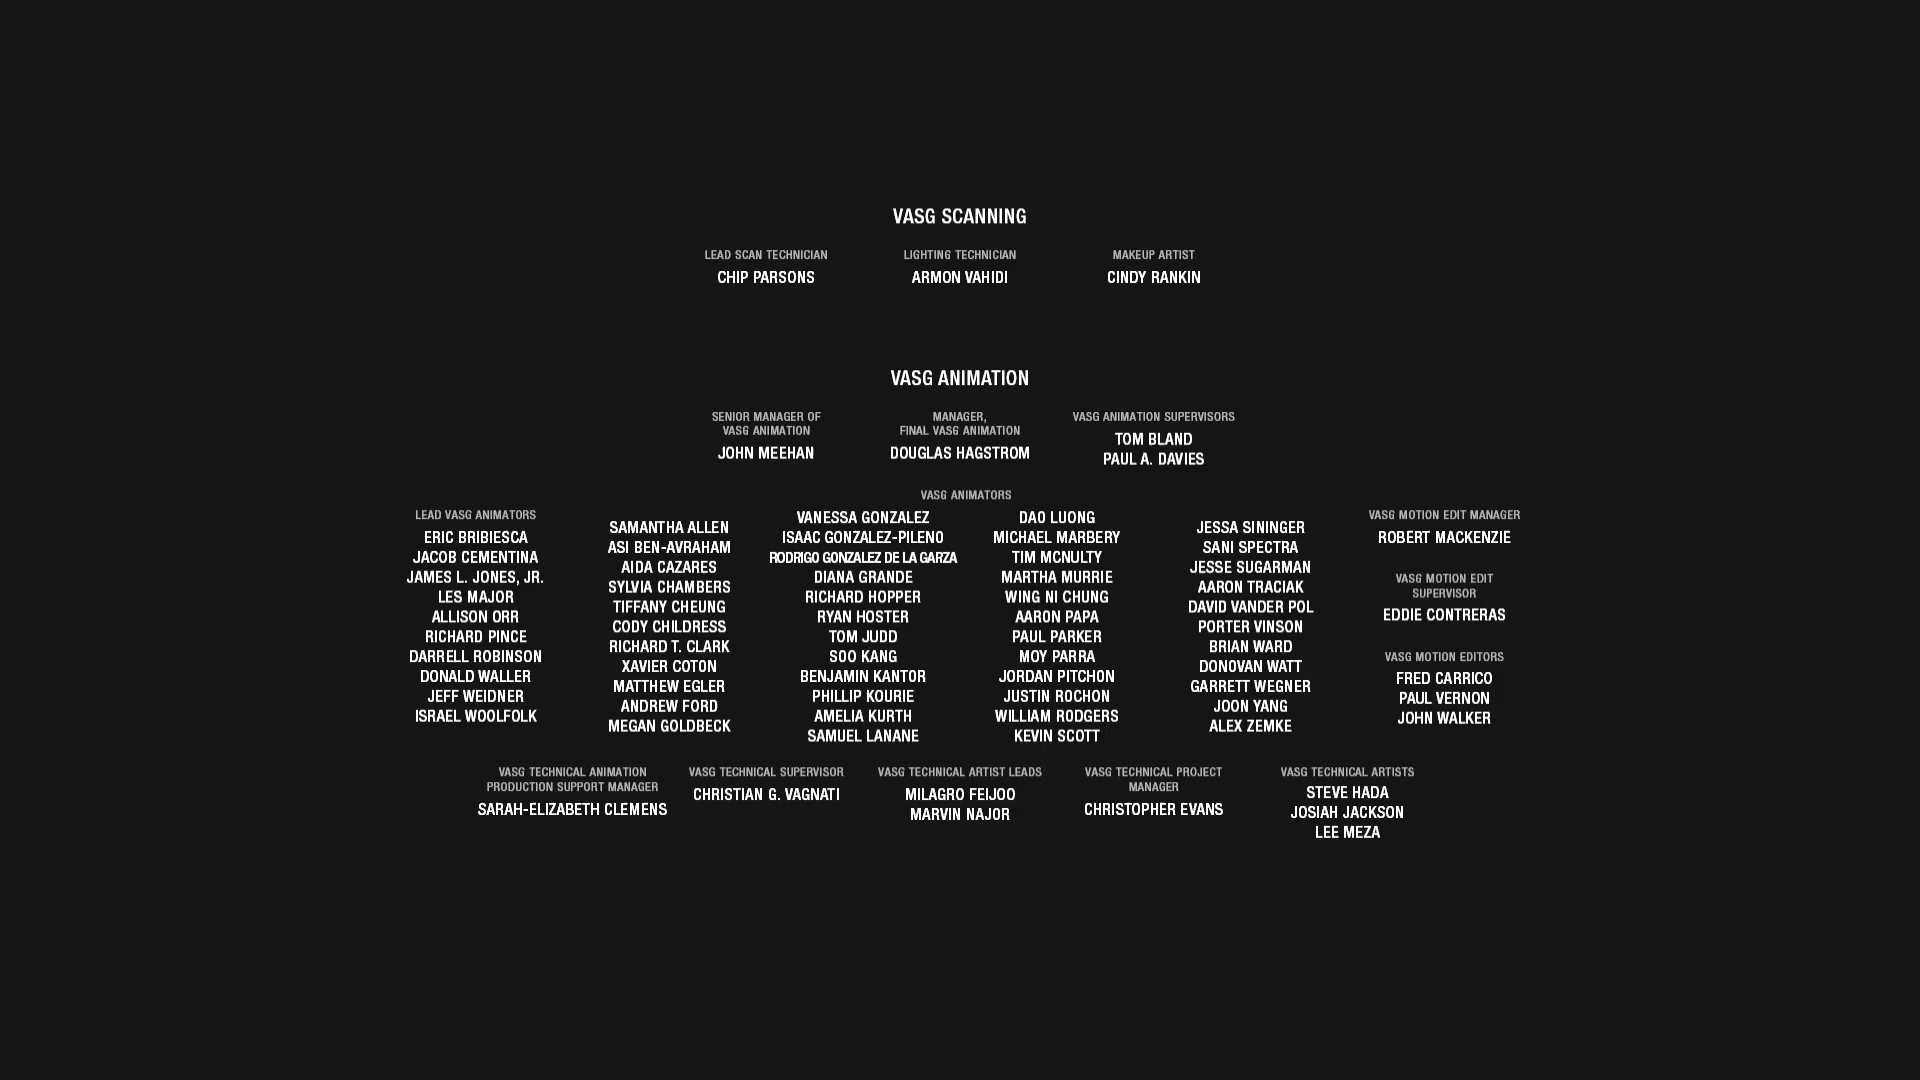 VASG SCANNING
LEAD SCAN TECHNICIAN
CHIP PARSONS
LIGHTING TECHNICIAN
ARMON VAHIDI
MAKEUP ARTIST
CINDY RANKIN
VASG ANIMATION
SENIOR MANAGER OF
VASG ANIMATION
JOHN MEEHAN
MANAGER,
FINAL VASG ANIMATION
DOUGLAS HAGSTROM
VASG ANIMATION SUPERVISORS
TOM BLAND
PAUL A. DAVIES
LEAD VASG ANIMATORS
ERIC BRIBIESCA
JACOB CEMENTINA
JAMES L. JONES, JR.
LES MAJOR
ALLISON ORR
RICHARD PINCE
DARRELL ROBINSON
DONALD WALLER
JEFF WEIDNER
ISRAEL WOOLFOLK
VASG ANIMATORS
SAMANTHA ALLEN
ASI BEN-AVRAHAM
AIDA CAZARES
SYLVIA CHAMBERS
TIFFANY CHEUNG
CODY CHILDRESS
RICHARD T. CLARK
XAVIER COTON
MATTHEW EGLER
ANDREW FORD
MEGAN GOLDBECK
VANESSA GONZALEZ
ISAAC GONZALEZ-PILENO
RODRIGO GONZALEZ DE LA GARZA
DIANA GRANDE
RICHARD HOPPER
RYAN HOSTER
TOM JUDD
SOO KANG
BENJAMIN KANTOR
PHILLIP KOURIE
AMELIA KURTH
SAMUEL LANANE
DAO LUONG
MICHAEL MARBERY
TIM MCNULTY
MARTHA MURRIE
WING NI CHUNG
AARON PAPA
PAUL PARKER
MOY PARRA
JORDAN PITCHON
JUSTIN ROCHON
WILLIAM RODGERS
KEVIN SCOTT
JESSA SININGER
SANI SPECTRA
JESSE SUGARMAN
AARON TRACIAK
DAVID VANDER POL
PORTER VINSON
BRIAN WARD
DONOVAN WATT
GARRETT WEGNER
JOON YANG
ALEX ZEMKE
VASG MOTION EDIT MANAGER
ROBERT MACKENZIE
VASG MOTION EDIT
SUPERVISOR
EDDIE CONTRERAS
VASG MOTION EDITORS
FRED CARRICO
PAUL VERNON
JOHN WALKER
VASG TECHNICAL ANIMATION
PRODUCTION SUPPORT MANAGER
SARAH-ELIZABETH CLEMENS
VASG TECHNICAL SUPERVISOR
CHRISTIAN G. VAGNATI
VASG TECHNICAL ARTIST LEADS
MILAGRO FEIJOO
MARVIN NAJOR
VASG TECHNICAL PROJECT
MANAGER
CHRISTOPHER EVANS
VASG TECHNICAL ARTISTS
STEVE HADA
JOSIAH JACKSON
LEE MEZA